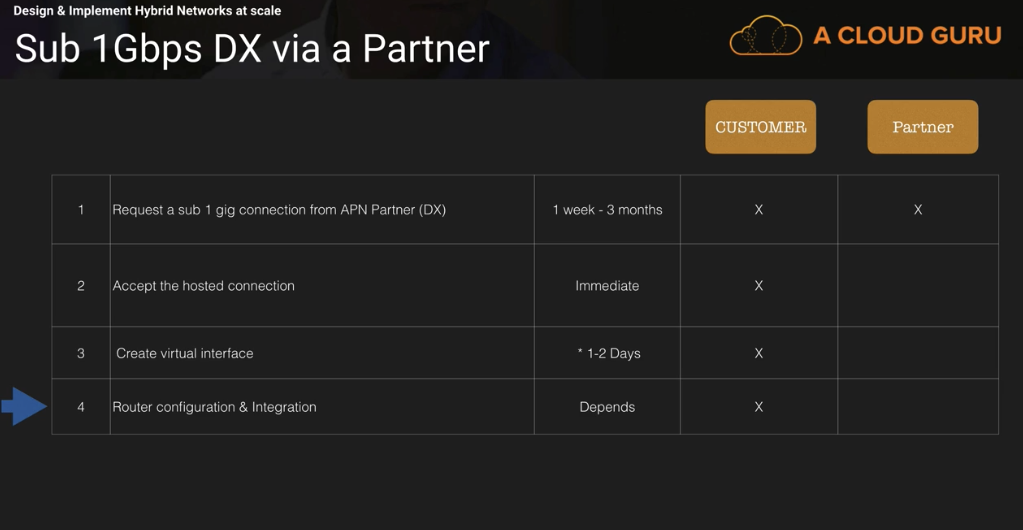 Design & Implement Hybrid Networks at scale
Sub 1Gbps DX via a Partner
A CLOUD GURU
CUSTOMER
Partner
1 Request a sub 1 gig connection from APN Partner (DX) 1 week - 3 months X X
2 Accept the hosted connection Immediate X
3 Create virtual interface * 1-2 Days X
4 Router configuration & Integration Depends X